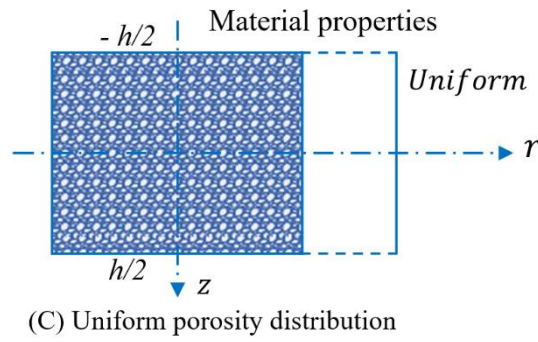 Material properties
- h/2
Uniform
r
h/2
z
(C) Uniform porosity distribution